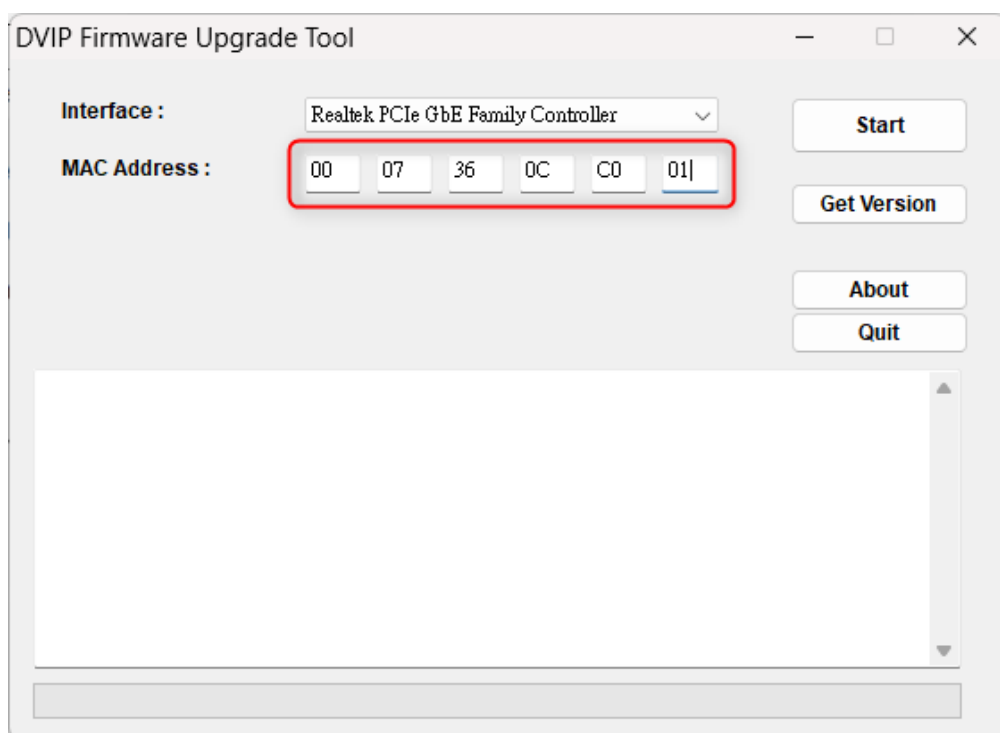 DVIP Firmware Upgrade Tool
Interface :
Realtek PCIe GbE Family Controller
Start
MAC Address :
00 07 36 0C C0 01
Get Version
About
Quit